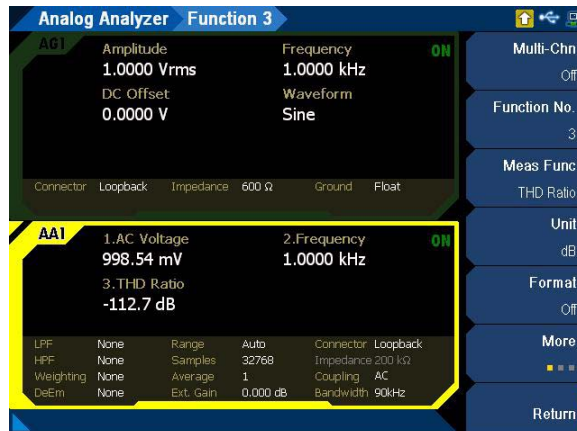 Analog Analyzer Function 3
AG1
Amplitude Frequency ON
1.0000 Vrms 1.0000 kHz
DC Offset Waveform
0.0000 V Sine
Connector Loopback Impedance 600 Ω Ground Float
AA1
1.AC Voltage 2.Frequency ON
998.54 mV 1.0000 kHz
3.THD Ratio
-112.7 dB
LPF None Range Auto Connector Loopback
HPF None Samples 32768 Impedance 200 kΩ
Weighting None Average 1 Coupling AC
DeEm None Ext. Gain 0.000 dB Bandwidth 90kHz
Multi-Chn
Off
Function No.
3
Meas Func
THD Ratio
Unit
dB
Format
Off
More
Return